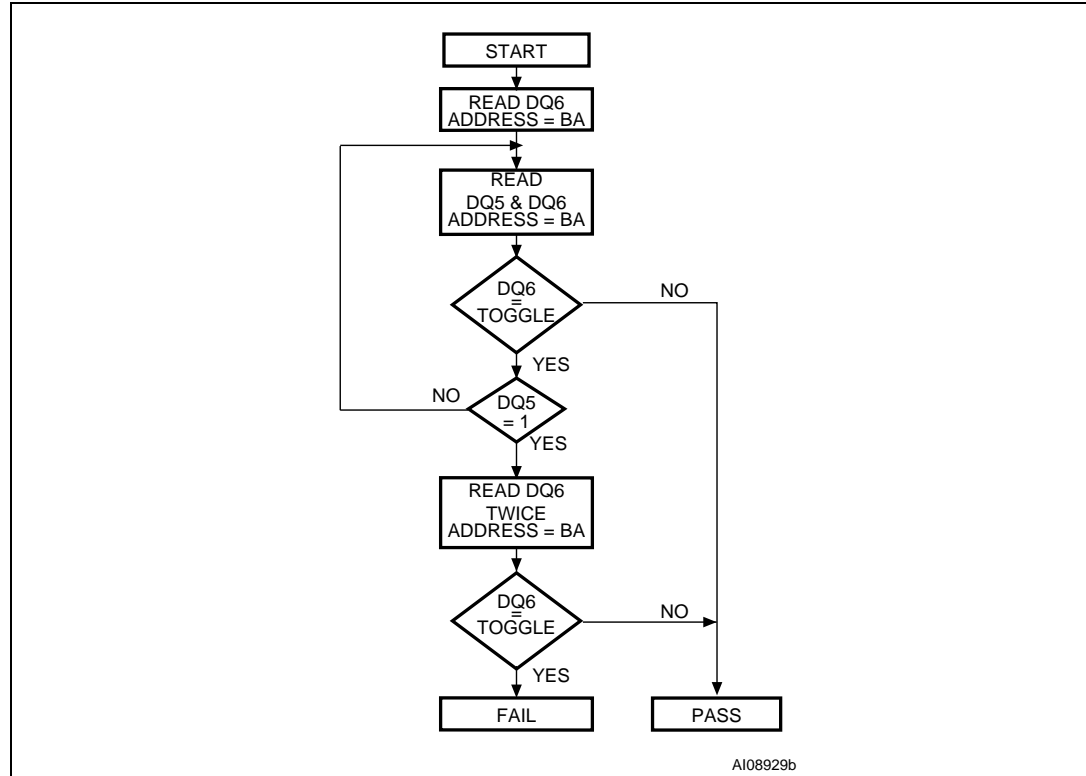 START
READ DQ6
ADDRESS = BA
READ
DQ5 & DQ6
ADDRESS = BA
DQ6
=
TOGGLE
NO
YES
NO
DQ5
= 1
YES
READ DQ6
TWICE
ADDRESS = BA
DQ6
=
TOGGLE
NO
YES
FAIL
PASS
AI08929b